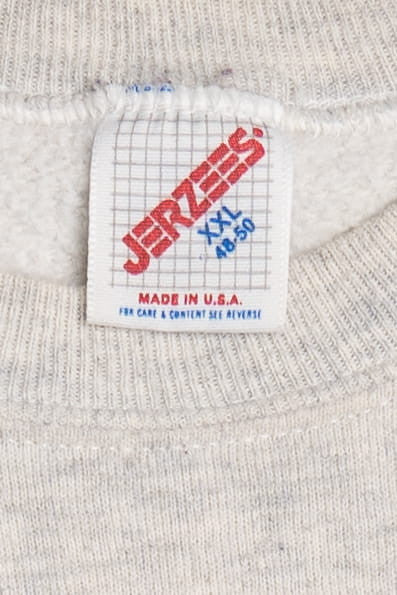 JERZEES
XXL
48-50
MADE IN U.S.A.
FOR CARE & CONTENT SEE REVERSE